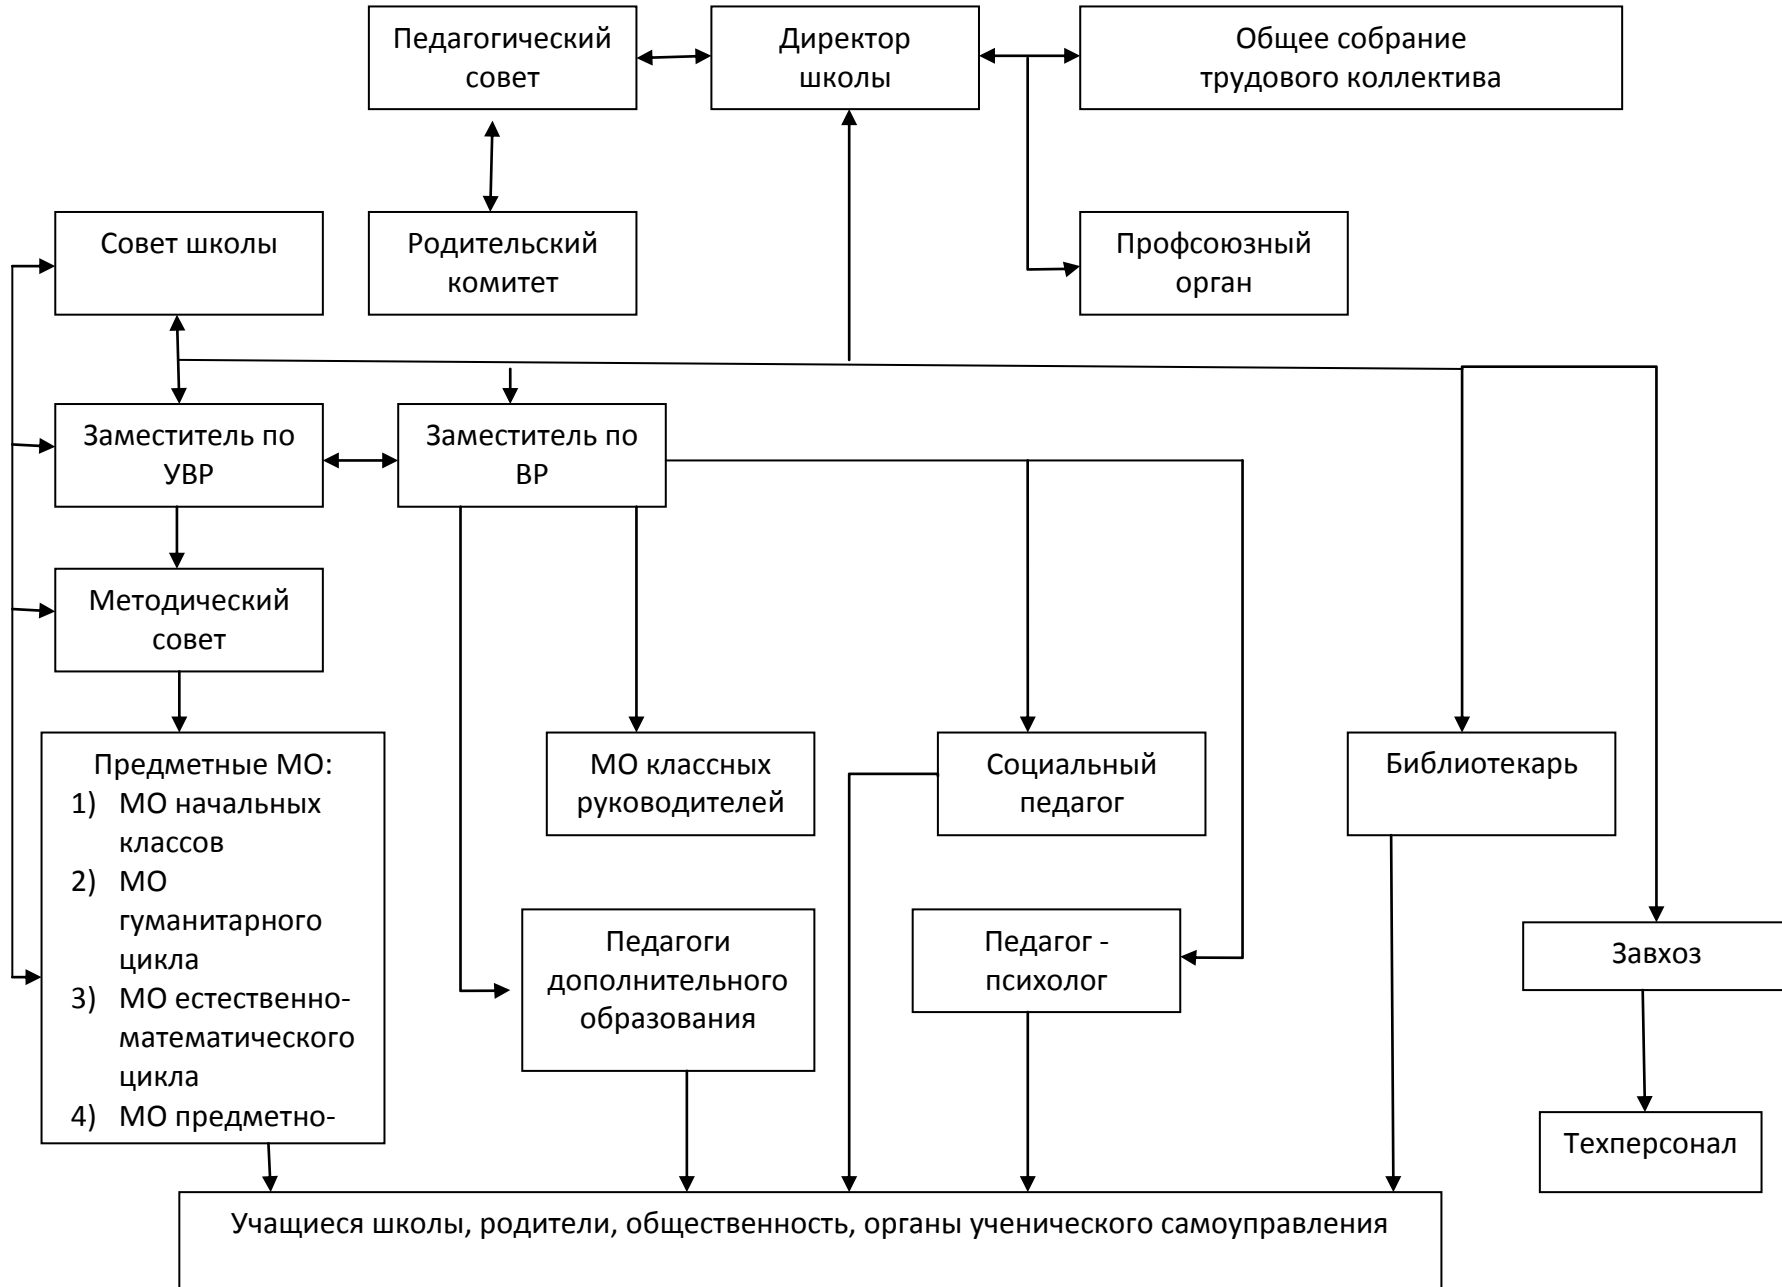 Педагогический
совет
Директор
школы
Общее собрание
трудового коллектива
Совет школы
Родительский
комитет
Профсоюзный
орган
Заместитель по
УВР
Заместитель по
ВР
Методический
совет
Предметные МО:
1) МО начальных
классов
2) МО
гуманитарного
цикла
3) МО естественно-
математического
цикла
4) МО предметно-
МО классных
руководителей
Социальный
педагог
Библиотекарь
Педагоги
дополнительного
образования
Педагог -
психолог
Завхоз
Техперсонал
Учащиеся школы, родители, общественность, органы ученического самоуправления